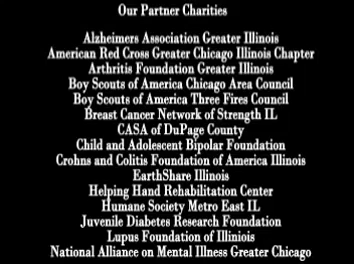 Our Partner Charities
Alzheimers Association Greater Illinois
American Red Cross Greater Chicago Illinois Chapter
Arthritis Foundation Greater Illinois
Boy Scouts of America Chicago Area Council
Boy Scouts of America Three Fires Council
Breast Cancer Network of Strength IL
CASA of DuPage County
Child and Adolescent Bipolar Foundation
Crohns and Colitis Foundation of America Illinois
EarthShare Illinois
Helping Hand Rehabilitation Center
Humane Society Metro East IL
Juvenile Diabetes Research Foundation
Lupus Foundation of Illiniois
National Alliance on Mental Illness Greater Chicago